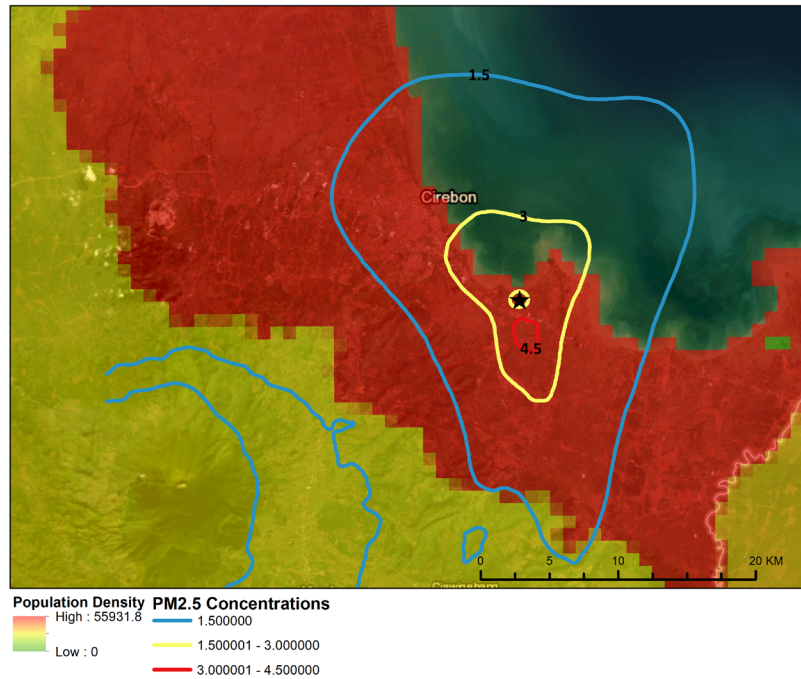 1.5
Cirebon
3
4.5
0 5 10 20 KM
Population Density
High : 55931.8
Low : 0
PM2.5 Concentrations
1.500000
1.500001 - 3.000000
3.000001 - 4.500000